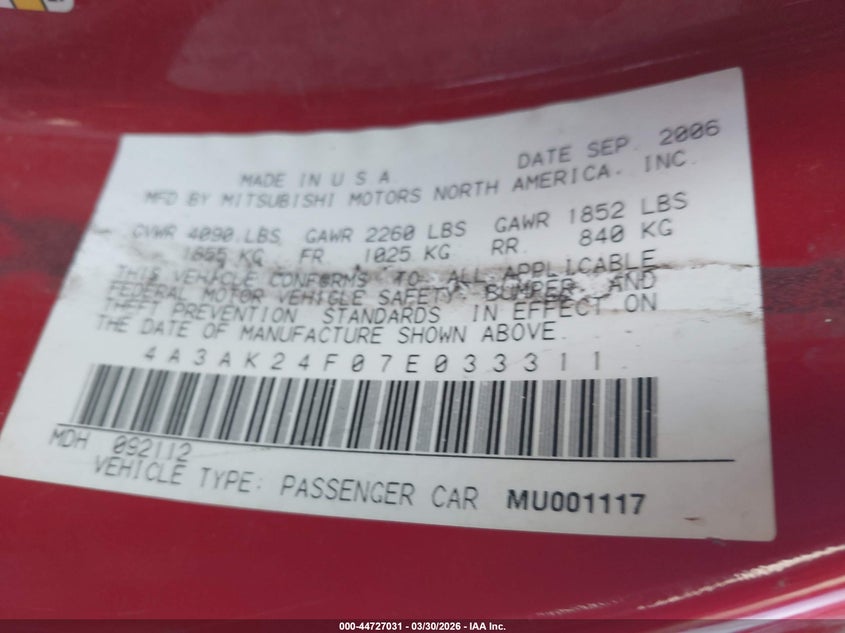 MADE IN U S A DATE SEP. 2006
MFD BY MITSUBISHI MOTORS NORTH AMERICA, INC.
GVWR 4090 LBS GAWR 2260 LBS GAWR 1852 LBS
1855 KG FR. 1025 KG RR. 840 KG
THIS VEHICLE CONFORMS TO ALL APPLICABLE
FEDERAL MOTOR VEHICLE SAFETY, BUMPER, AND
THEFT PREVENTION STANDARDS IN EFFECT ON
THE DATE OF MANUFACTURE SHOWN ABOVE.
4A3AK24F07E033311
MDH 092112
VEHICLE TYPE: PASSENGER CAR MU001117
000-44727031 | 03/30/2026 - IAA Inc.